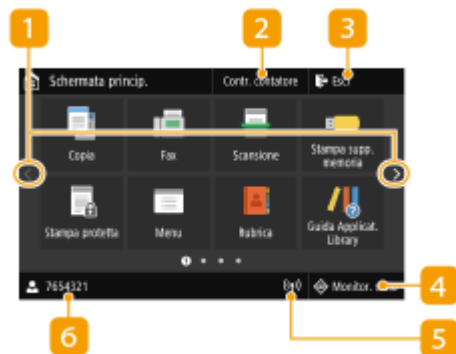 1
2
3
Schermata princip.
Contr. contatore
Copia
Fax
Scansione
Stampa supp.
memoria
Stampa protetta
Menu
Rubrica
Guida Applicat.
Library
7654321
Monitor.
4
5
6